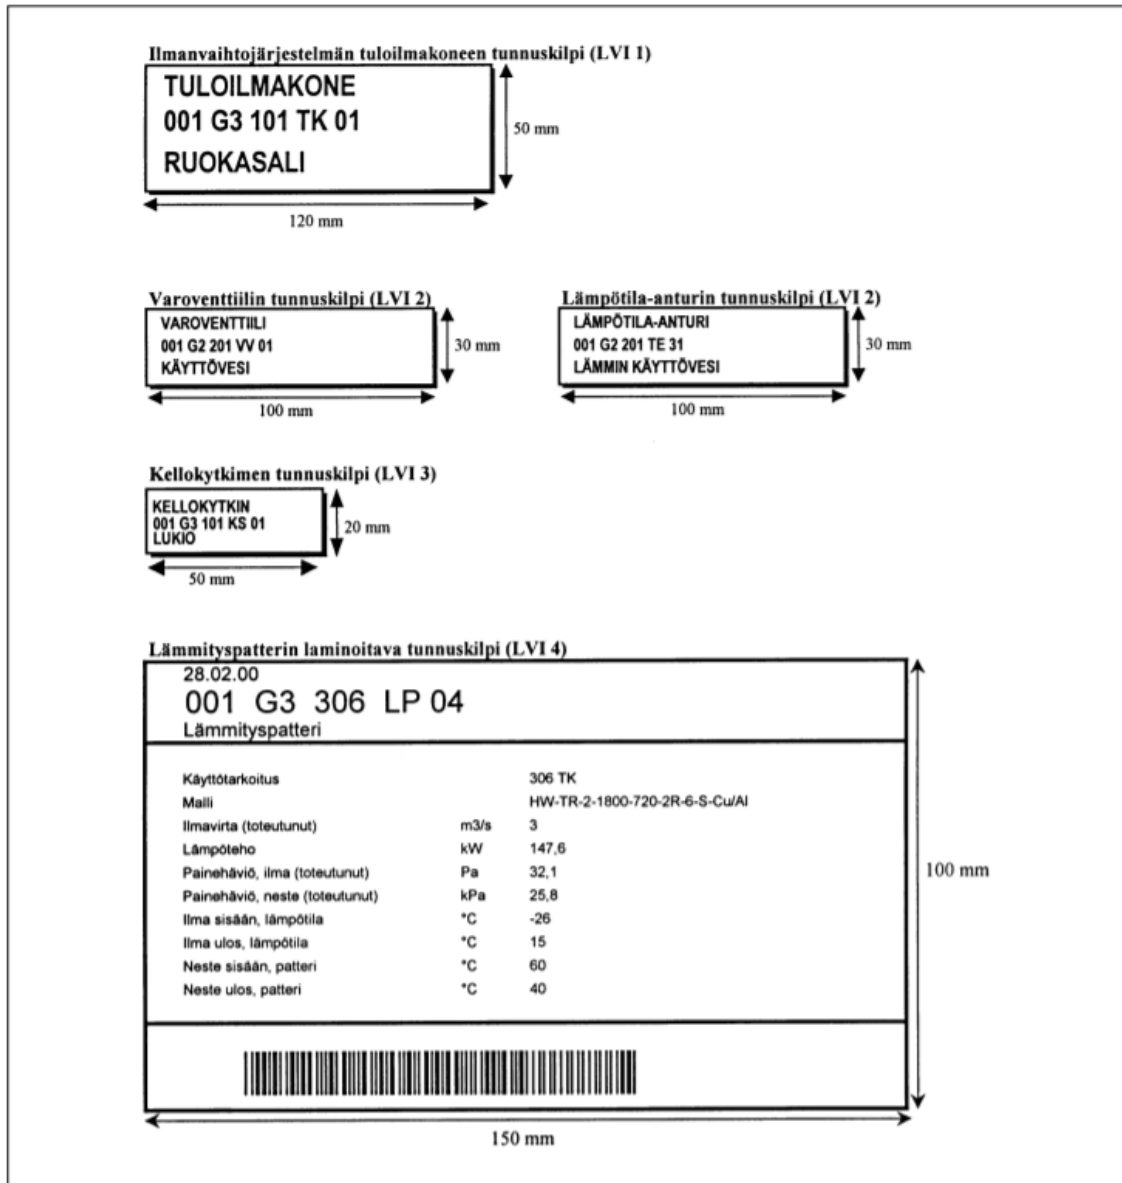 Ilmanvaihtojärjestelmän tuloilmakoneen tunnuskilpi (LVI 1)
TULOILMAKONE
001 G3 101 TK 01
RUOKASALI
50 mm
120 mm
Varoventtiilin tunnuskilpi (LVI 2)
VAROVENTTIILI
001 G2 201 VV 01
KÄYTTÖVESI
30 mm
100 mm
Lämpötila-anturin tunnuskilpi (LVI 2)
LÄMPÖTILA-ANTURI
001 G2 201 TE 31
LÄMMIN KÄYTTÖVESI
30 mm
100 mm
Kellokytkimen tunnuskilpi (LVI 3)
KELLOKYTKIN
001 G3 101 KS 01
LUKIO
20 mm
50 mm
Lämmityspatterin laminoitava tunnuskilpi (LVI 4)
28.02.00
001 G3 306 LP 04
Lämmityspatteri
Käyttötarkoitus 306 TK
Malli HW-TR-2-1800-720-2R-6-S-Cu/Al
Ilmavirta (toteutunut) m3/s 3
Lämpöteho kW 147,6
Painehäviö, ilma (toteutunut) Pa 32,1
Painehäviö, neste (toteutunut) kPa 25,8
Ilma sisään, lämpötila °C -26
Ilma ulos, lämpötila °C 15
Neste sisään, patteri °C 60
Neste ulos, patteri °C 40
100 mm
150 mm